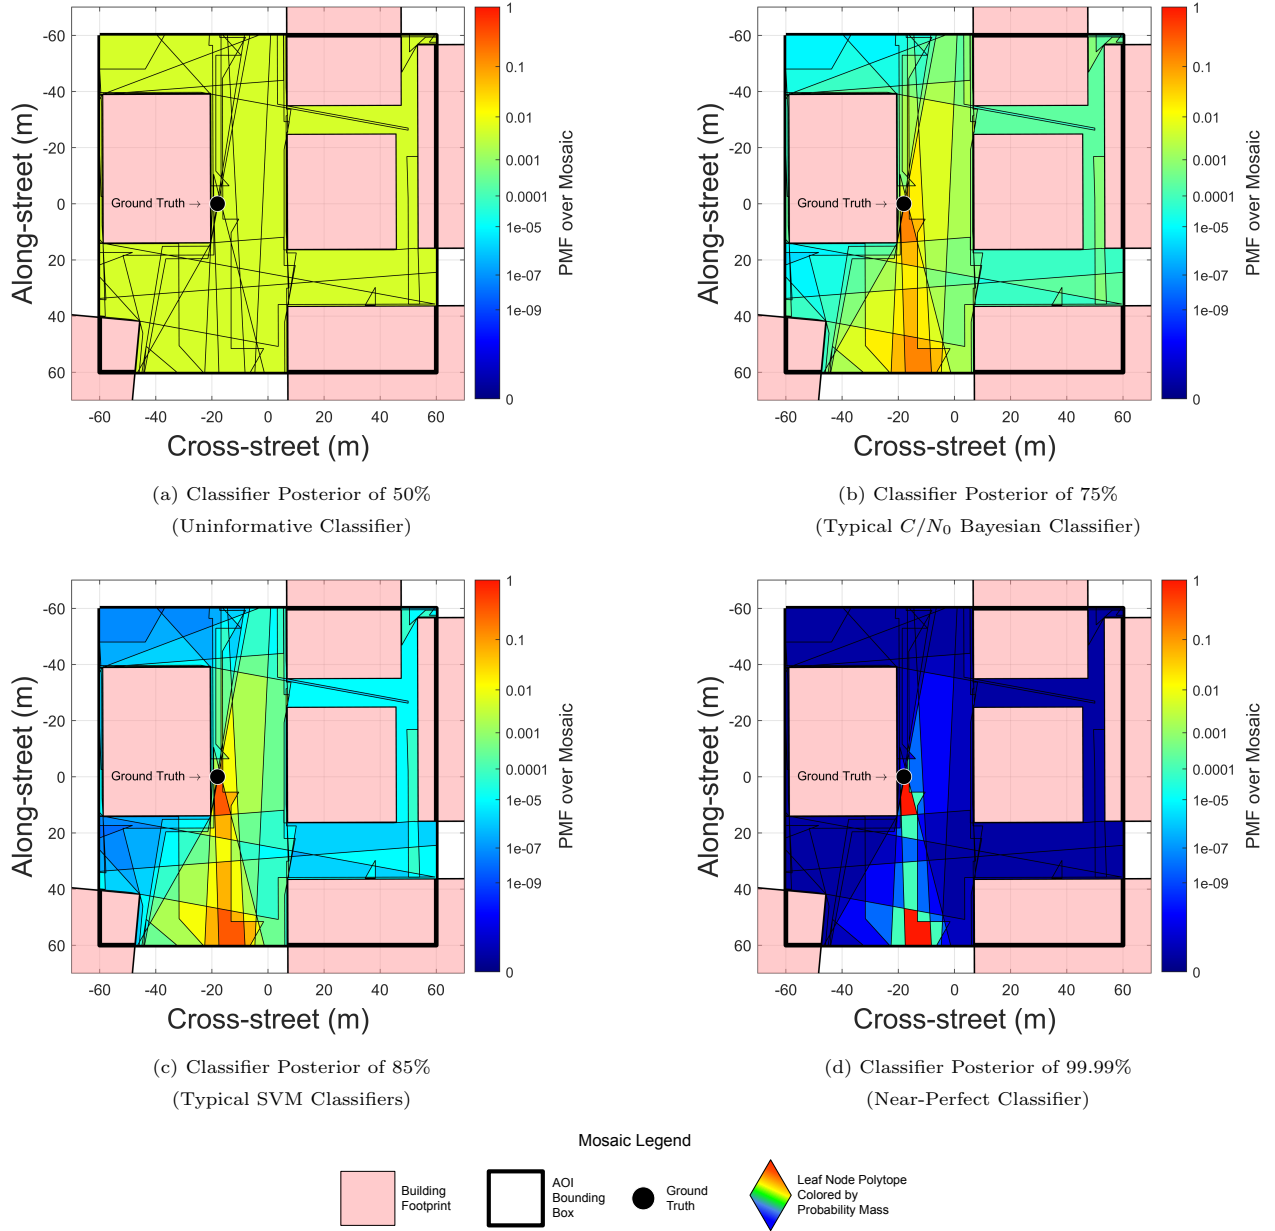 -60
-40
-20
0
20
40
60
Along-street (m)
-60 -40 -20 0 20 40 60
Cross-street (m)
Ground Truth →
1
0.1
0.01
0.001
0.0001
1e-05
1e-07
1e-09
0
PMF over Mosaic
(a) Classifier Posterior of 50%
(Uninformative Classifier)
-60
-40
-20
0
20
40
60
Along-street (m)
-60 -40 -20 0 20 40 60
Cross-street (m)
Ground Truth →
1
0.1
0.01
0.001
0.0001
1e-05
1e-07
1e-09
0
PMF over Mosaic
(b) Classifier Posterior of 75%
(Typical C/N₀ Bayesian Classifier)
-60
-40
-20
0
20
40
60
Along-street (m)
-60 -40 -20 0 20 40 60
Cross-street (m)
Ground Truth →
1
0.1
0.01
0.001
0.0001
1e-05
1e-07
1e-09
0
PMF over Mosaic
(c) Classifier Posterior of 85%
(Typical SVM Classifiers)
-60
-40
-20
0
20
40
60
Along-street (m)
-60 -40 -20 0 20 40 60
Cross-street (m)
Ground Truth →
1
0.1
0.01
0.001
0.0001
1e-05
1e-07
1e-09
0
PMF over Mosaic
(d) Classifier Posterior of 99.99%
(Near-Perfect Classifier)
Mosaic Legend
Building
Footprint
AOI
Bounding
Box
Ground
Truth
Leaf Node Polytope
Colored by
Probability Mass